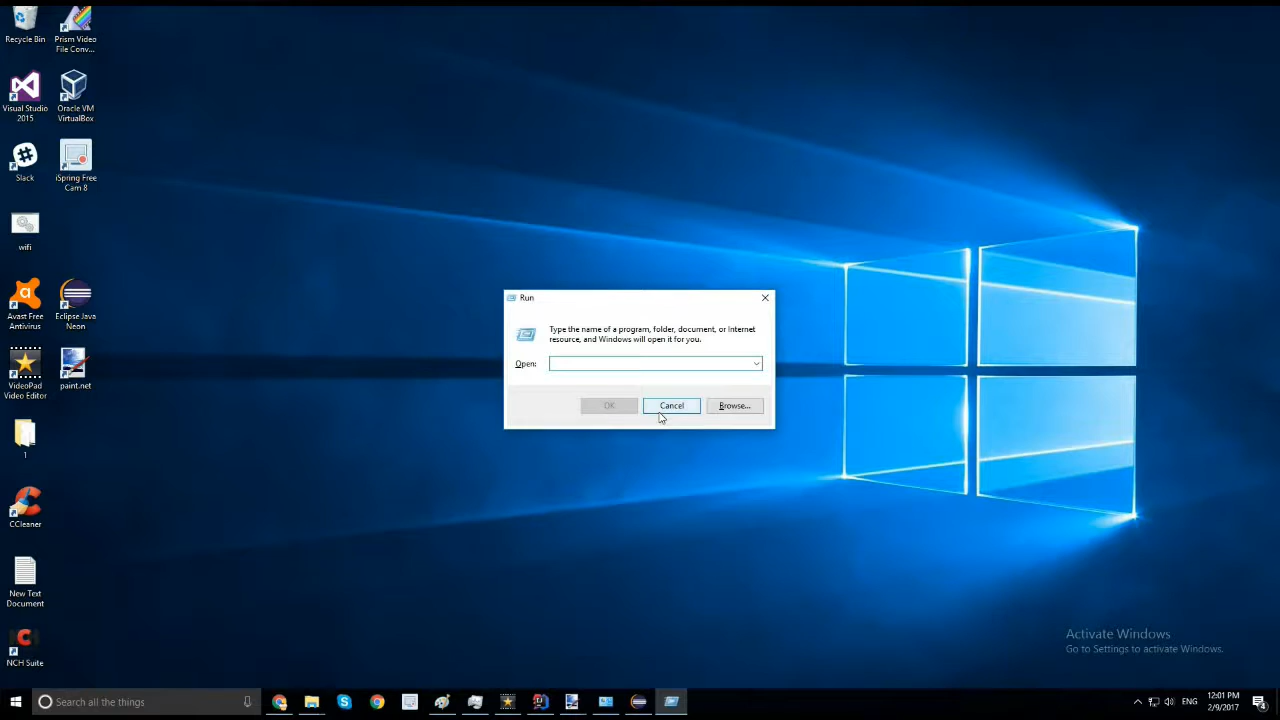 Recycle Bin
Prism Video
File Conv...
Visual Studio
2015
Oracle VM
VirtualBox
Slack
iSpring Free
Cam 8
wifi
Avast Free
Antivirus
Eclipse Java
Neon
VideoPad
Video Editor
paint.net
1
CCleaner
New Text
Document
NCH Suite
Run
Type the name of a program, folder, document, or Internet
resource, and Windows will open it for you.
Open:
OK
Cancel
Browse...
Activate Windows
Go to Settings to activate Windows.
Search all the things
ENG
12:01 PM
2/9/2017
4